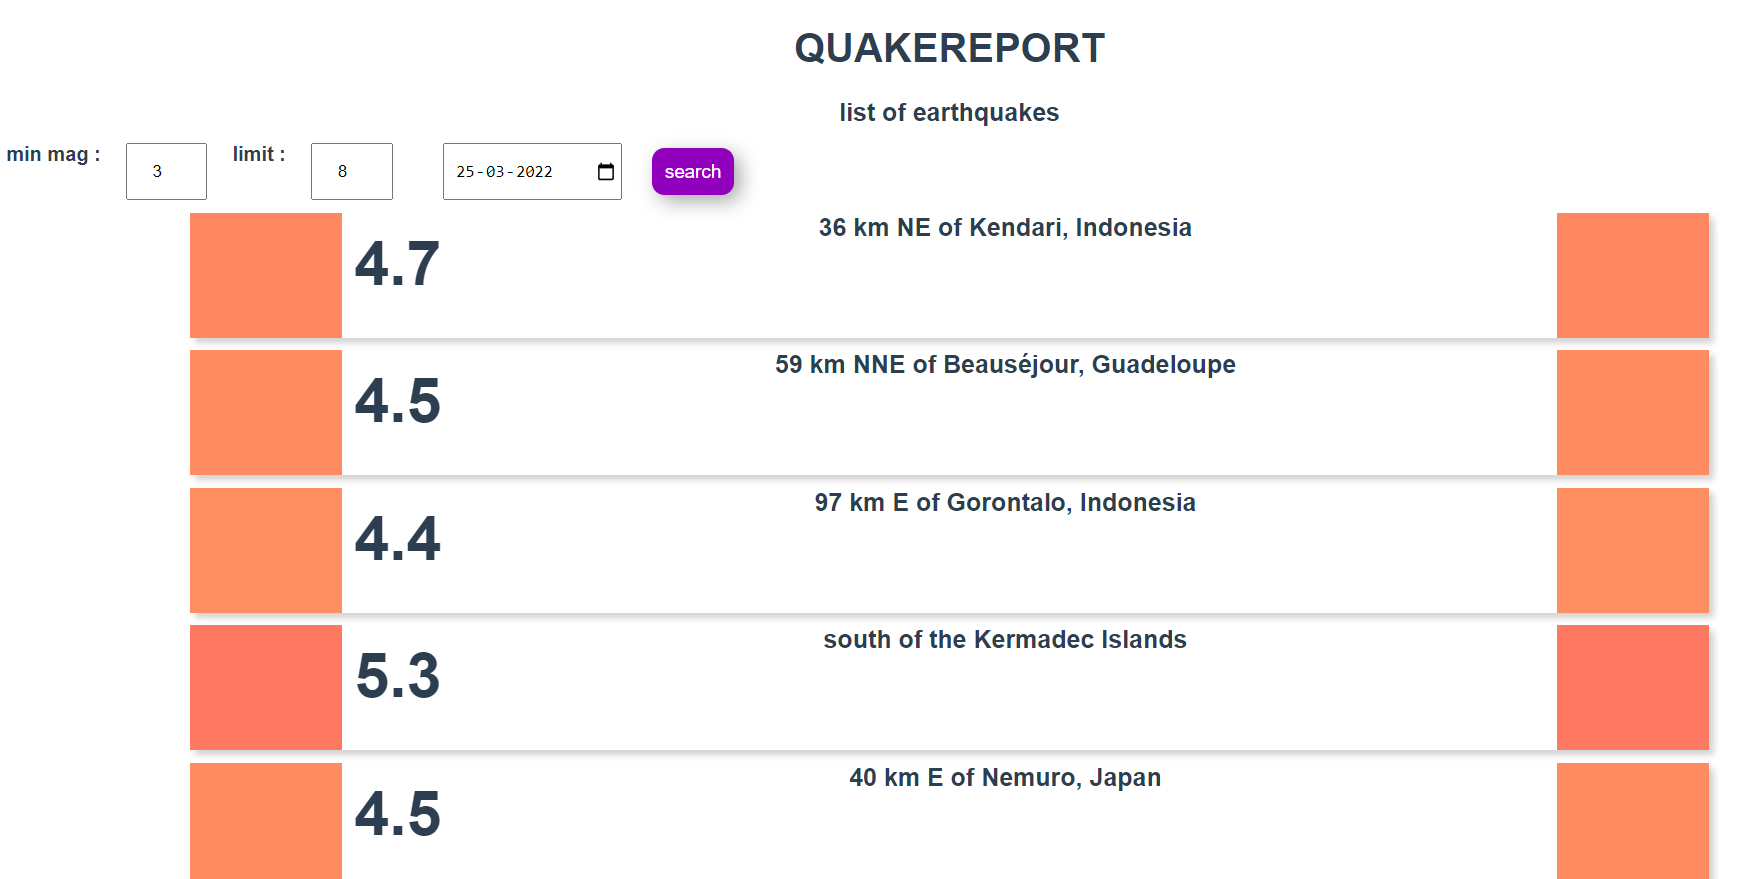 QUAKEREPORT
list of earthquakes
min mag : 3 limit : 8 25-03-2022 search
36 km NE of Kendari, Indonesia
4.7
59 km NNE of Beauséjour, Guadeloupe
4.5
97 km E of Gorontalo, Indonesia
4.4
south of the Kermadec Islands
5.3
40 km E of Nemuro, Japan
4.5